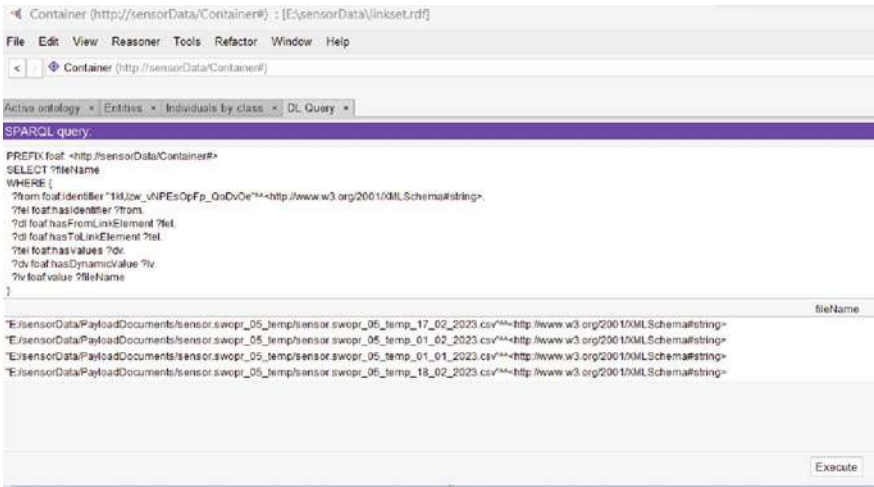 Container (http://sensorData/Container#) : [E:\sensorData\linkset.rdf]
File Edit View Reasoner Tools Refactor Window Help
< > Container (http://sensorData/Container#)
Active ontology × Entities × Individuals by class × DL Query ×
SPARQL query:
PREFIX foaf: <http://sensorData/Container#>
SELECT ?fileName
WHERE {
?from foaf:identifier "1kUzw_vNPEsOpFp_QoDvOe"^^<http://www.w3.org/2001/XMLSchema#string>.
?fel foaf:hasIdentifier ?from.
?dl foaf:hasFromLinkElement ?fel.
?dl foaf:hasToLinkElement ?tel.
?tel foaf:hasValues ?dv.
?dv foaf:hasDynamicValue ?lv.
?lv foaf:value ?fileName
}
fileName
"E:/sensorData/PayloadDocuments/sensor.swopr_05_temp/sensor.swopr_05_temp_17_02_2023.csv"^^<http://www.w3.org/2001/XMLSchema#string>
"E:/sensorData/PayloadDocuments/sensor.swopr_05_temp/sensor.swopr_05_temp_01_02_2023.csv"^^<http://www.w3.org/2001/XMLSchema#string>
"E:/sensorData/PayloadDocuments/sensor.swopr_05_temp/sensor.swopr_05_temp_01_01_2023.csv"^^<http://www.w3.org/2001/XMLSchema#string>
"E:/sensorData/PayloadDocuments/sensor.swopr_05_temp/sensor.swopr_05_temp_18_02_2023.csv"^^<http://www.w3.org/2001/XMLSchema#string>
Execute